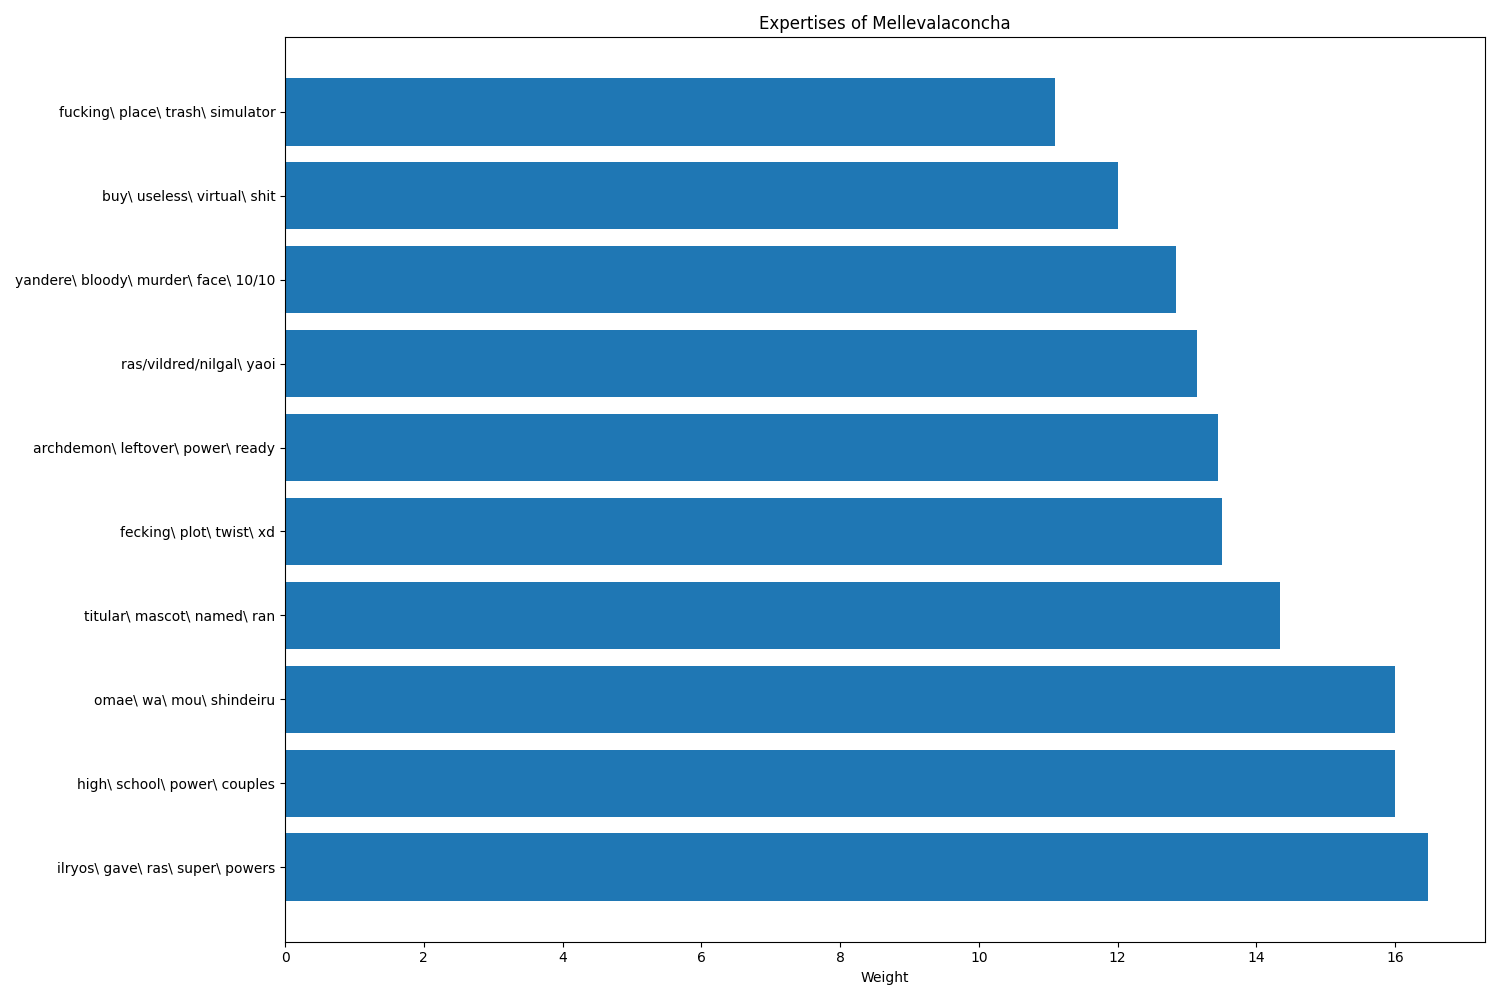 Expertises of Mellevalaconcha
fucking\ place\ trash\ simulator
buy\ useless\ virtual\ shit
yandere\ bloody\ murder\ face\ 10/10
ras/vildred/nilgal\ yaoi
archdemon\ leftover\ power\ ready
fecking\ plot\ twist\ xd
titular\ mascot\ named\ ran
omae\ wa\ mou\ shindeiru
high\ school\ power\ couples
ilryos\ gave\ ras\ super\ powers
0 2 4 6 8 10 12 14 16
Weight